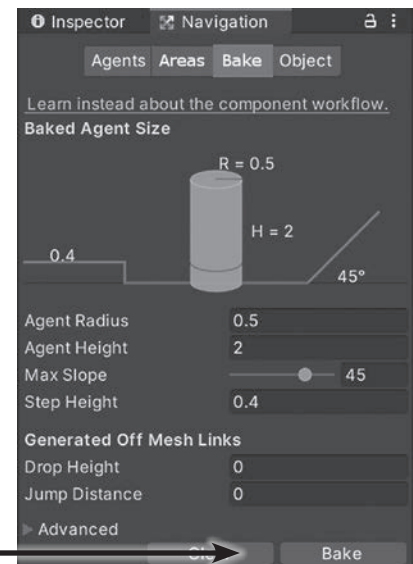 Inspector Navigation
Agents Areas Bake Object
Learn instead about the component workflow.
Baked Agent Size
R = 0.5
H = 2
0.4
45°
Agent Radius 0.5
Agent Height 2
Max Slope 45
Step Height 0.4
Generated Off Mesh Links
Drop Height 0
Jump Distance 0
Advanced
Bake